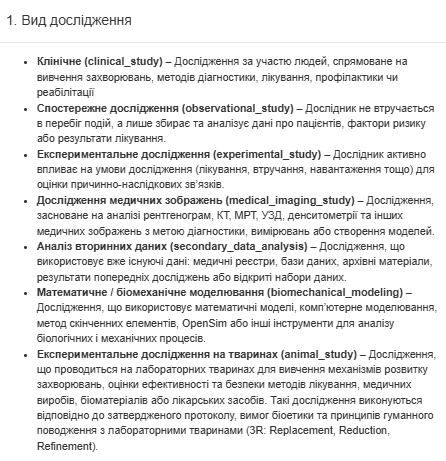 1. Вид дослідження
• Клінічне (clinical_study) – Дослідження за участю людей, спрямоване на
вивчення захворювань, методів діагностики, лікування, профілактики чи
реабілітації
• Спостережне дослідження (observational_study) – Дослідник не втручається
в перебіг подій, а лише збирає та аналізує дані про пацієнтів, фактори ризику
або результати лікування.
• Експериментальне дослідження (experimental_study) – Дослідник активно
впливає на умови дослідження (лікування, втручання, навантаження тощо) для
оцінки причинно-наслідкових зв'язків.
• Дослідження медичних зображень (medical_imaging_study) – Дослідження,
засноване на аналізі рентгенограм, КТ, МРТ, УЗД, денситометрії та інших
медичних зображень з метою діагностики, вимірювань або створення моделей.
• Аналіз вторинних даних (secondary_data_analysis) – Дослідження, що
використовує вже існуючі дані: медичні реєстри, бази даних, архівні матеріали,
результати попередніх досліджень або відкриті набори даних.
• Математичне / біомеханічне моделювання (biomechanical_modeling) –
Дослідження, що використовує математичні моделі, комп'ютерне моделювання,
метод скінченних елементів, OpenSim або інші інструменти для аналізу
біологічних і механічних процесів.
• Експериментальне дослідження на тваринах (animal_study) – Дослідження,
що проводиться на лабораторних тваринах для вивчення механізмів розвитку
захворювань, оцінки ефективності та безпеки методів лікування, медичних
виробів, біоматеріалів або лікарських засобів. Такі дослідження виконуються
відповідно до затвердженого протоколу, вимог біоетики та принципів гуманного
поводження з лабораторними тваринами (3R: Replacement, Reduction,
Refinement).